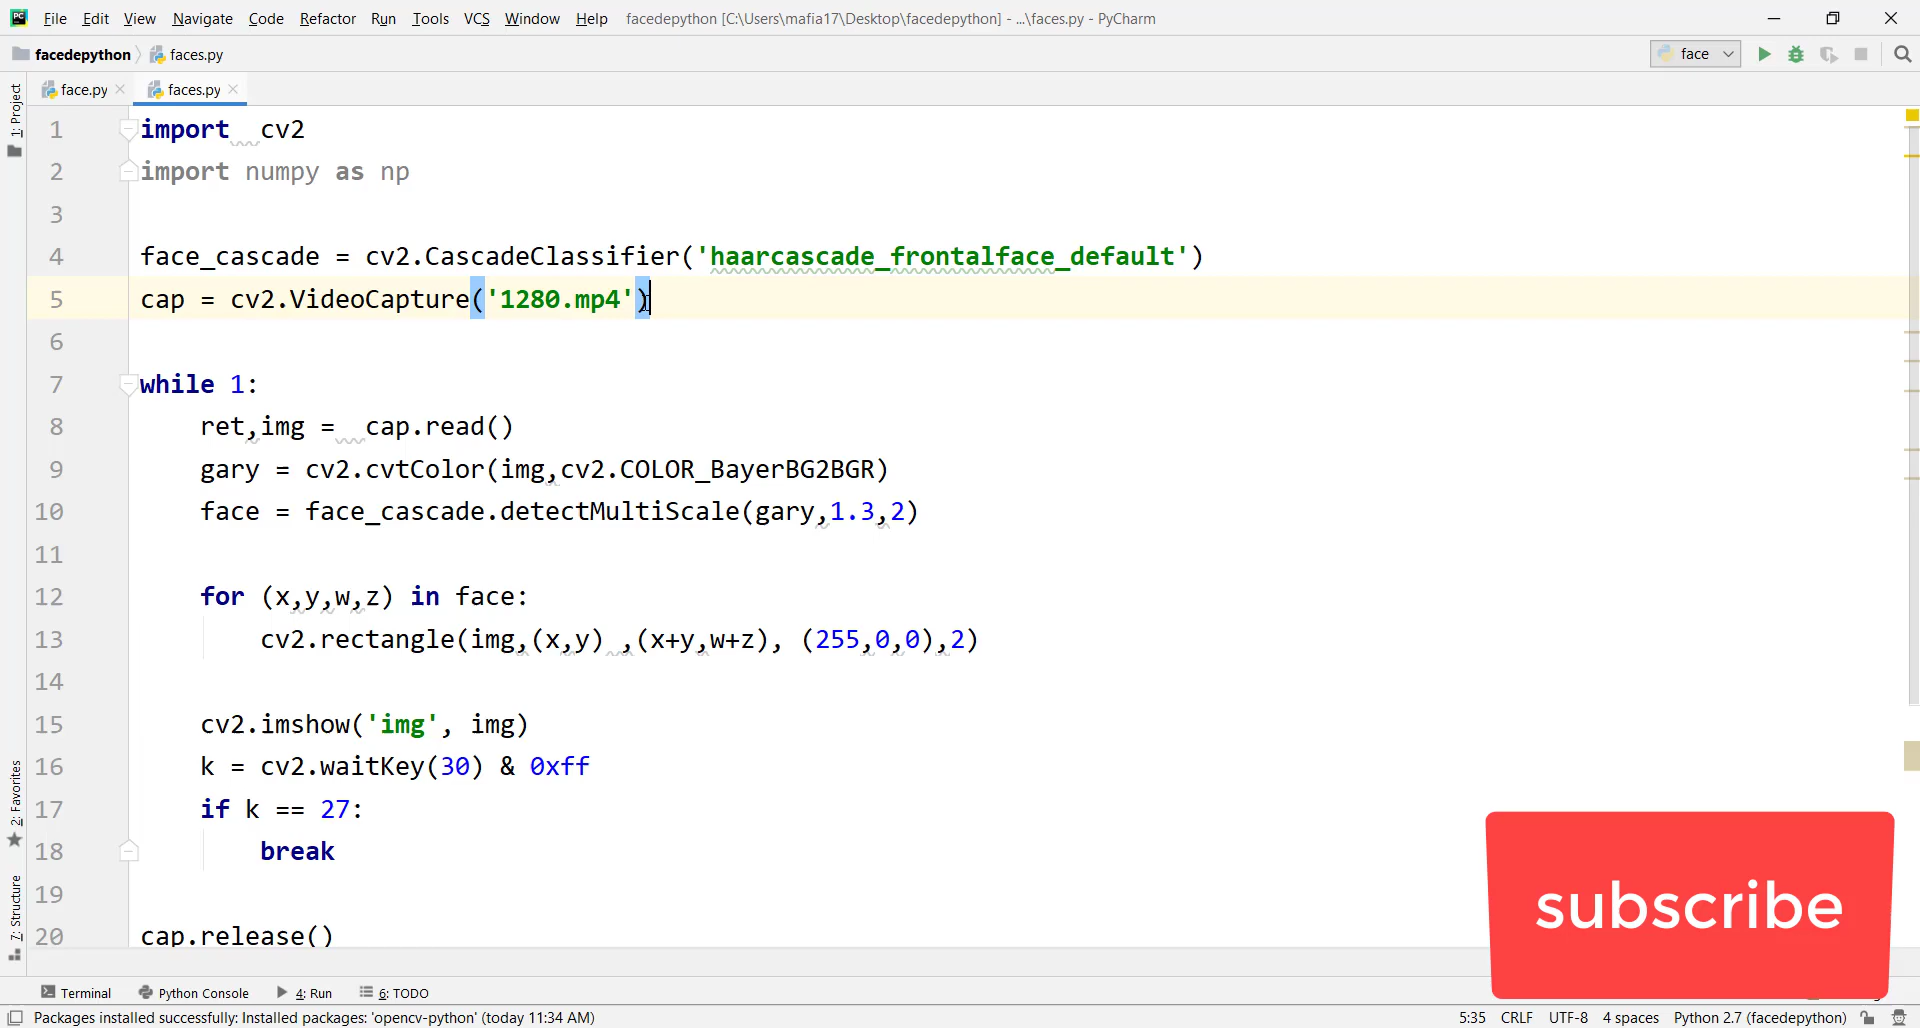 File Edit View Navigate Code Refactor Run Tools VCS Window Help facedepython [C:\Users\mafia17\Desktop\facedepython] - ...\faces.py - PyCharm
facedepython faces.py face
face.py faces.py
1: Project
1 import  cv2
2 import numpy as np
3
4 face_cascade = cv2.CascadeClassifier('haarcascade_frontalface_default')
5 cap = cv2.VideoCapture('1280.mp4')
6
7 while 1:
8     ret,img =  cap.read()
9     gary = cv2.cvtColor(img,cv2.COLOR_BayerBG2BGR)
10     face = face_cascade.detectMultiScale(gary,1.3,2)
11
12     for (x,y,w,z) in face:
13         cv2.rectangle(img,(x,y) ,(x+y,w+z), (255,0,0),2)
14
15     cv2.imshow('img', img)
16     k = cv2.waitKey(30) & 0xff
17     if k == 27:
18         break
19
20 cap.release()
2: Favorites
7: Structure
subscribe
Terminal Python Console 4: Run 6: TODO
Packages installed successfully: Installed packages: 'opencv-python' (today 11:34 AM) 5:35 CRLF UTF-8 4 spaces Python 2.7 (facedepython)